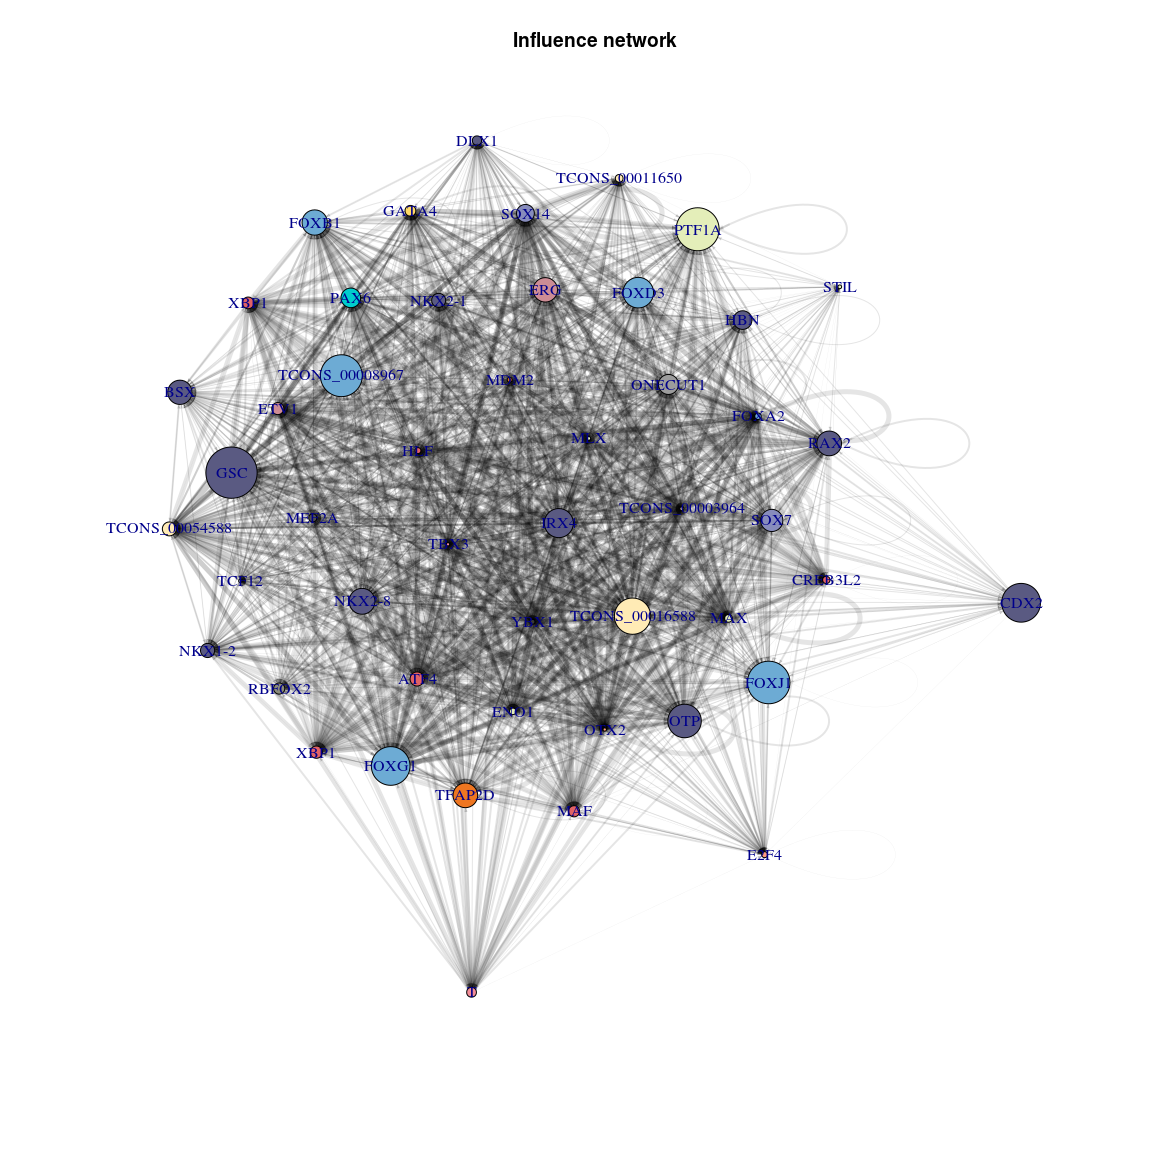 Influence network
DLX1
TCONS_00011650
GATA4
SOX14
FOXB1
PTF1A
STIL
ERG
FOXD3
PAX6
NKX2-1
XBP1
HBN
TCONS_00008967
MDM2
ONECUT1
BSX
ETV1
FOXA2
MLX
RAX2
HLF
GSC
TCONS_00003964
MEF2A
IRX4
SOX7
TCONS_00054588
TBX3
TCF12
CREB3L2
NKX2-8
CDX2
TCONS_00016588
MAX
YBX1
NKX1-2
ATF4
FOXJ1
RBFOX2
ENO1
OTP
OTX2
XBP1
FOXG1
TFAP2D
MAF
E2F4